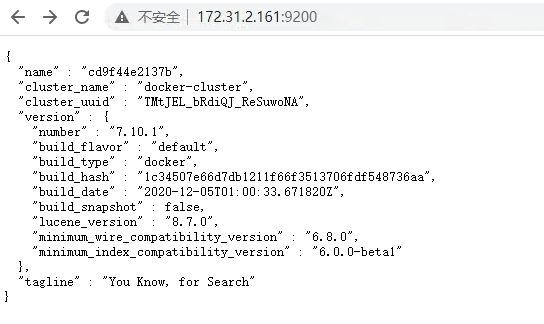 不安全 172.31.2.161:9200
{
"name" : "cd9f44e2137b",
"cluster_name" : "docker-cluster",
"cluster_uuid" : "TMtJEL_bRdiQJ_ReSuwoNA",
"version" : {
"number" : "7.10.1",
"build_flavor" : "default",
"build_type" : "docker",
"build_hash" : "1c34507e66d7db1211f66f3513706fdf548736aa",
"build_date" : "2020-12-05T01:00:33.671820Z",
"build_snapshot" : false,
"lucene_version" : "8.7.0",
"minimum_wire_compatibility_version" : "6.8.0",
"minimum_index_compatibility_version" : "6.0.0-beta1"
},
"tagline" : "You Know, for Search"
}